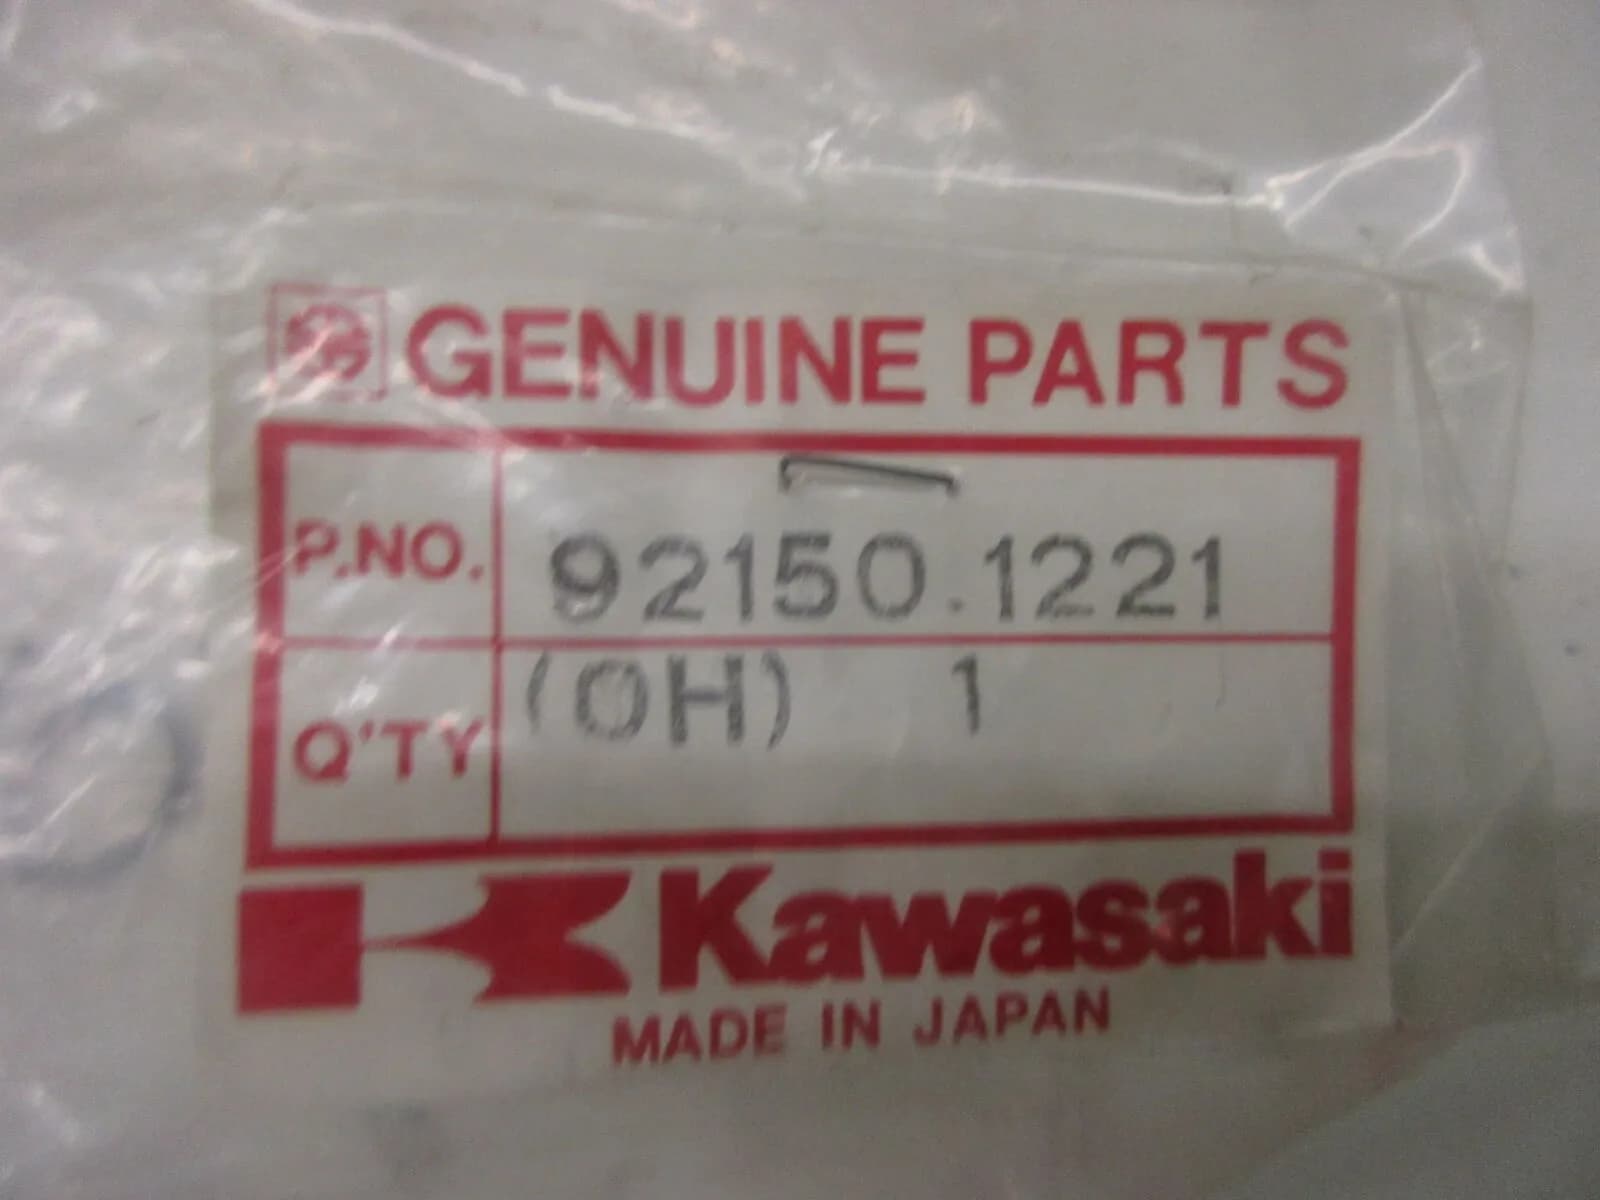 GENUINE PARTS
P.NO. 92150.1221
Q'TY (OH) 1
Kawasaki
MADE IN JAPAN